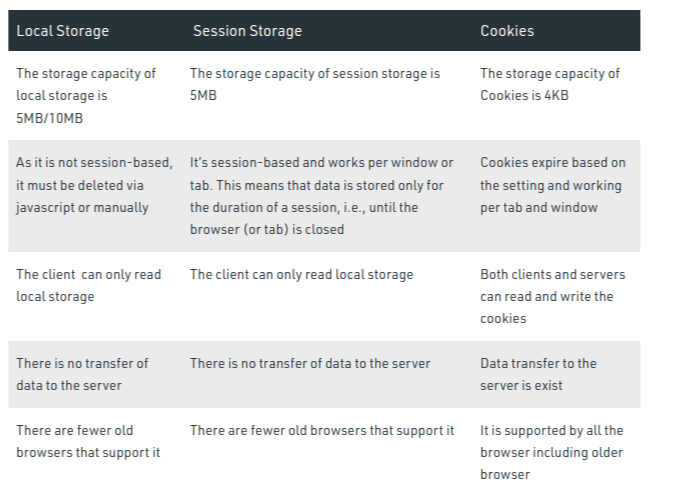 Local Storage
Session Storage
Cookies
The storage capacity of
local storage is
5MB/10MB
The storage capacity of session storage is
5MB
The storage capacity of
Cookies is 4KB
As it is not session-based,
it must be deleted via
javascript or manually
It's session-based and works per window or
tab. This means that data is stored only for
the duration of a session, i.e., until the
browser (or tab) is closed
Cookies expire based on
the setting and working
per tab and window
The client can only read
local storage
The client can only read local storage
Both clients and servers
can read and write the
cookies
There is no transfer of
data to the server
There is no transfer of data to the server
Data transfer to the
server is exist
There are fewer old
browsers that support it
There are fewer old browsers that support it
It is supported by all the
browser including older
browser